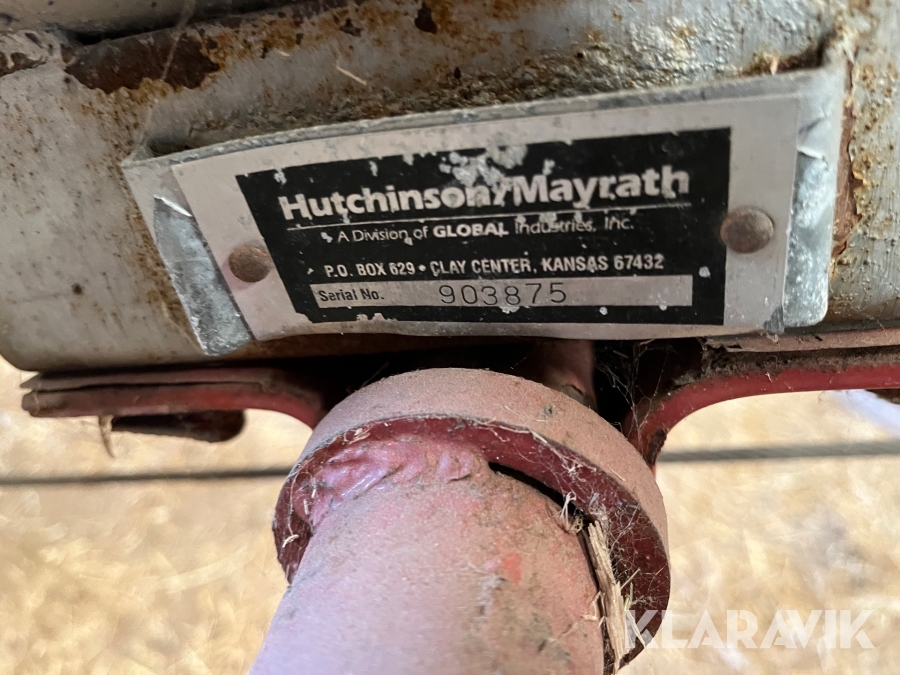 Hutchinson/Mayrath
A Division of GLOBAL Industries, Inc.
P.O. BOX 629 • CLAY CENTER, KANSAS 67432
Serial No. 903875
KLARAVIK